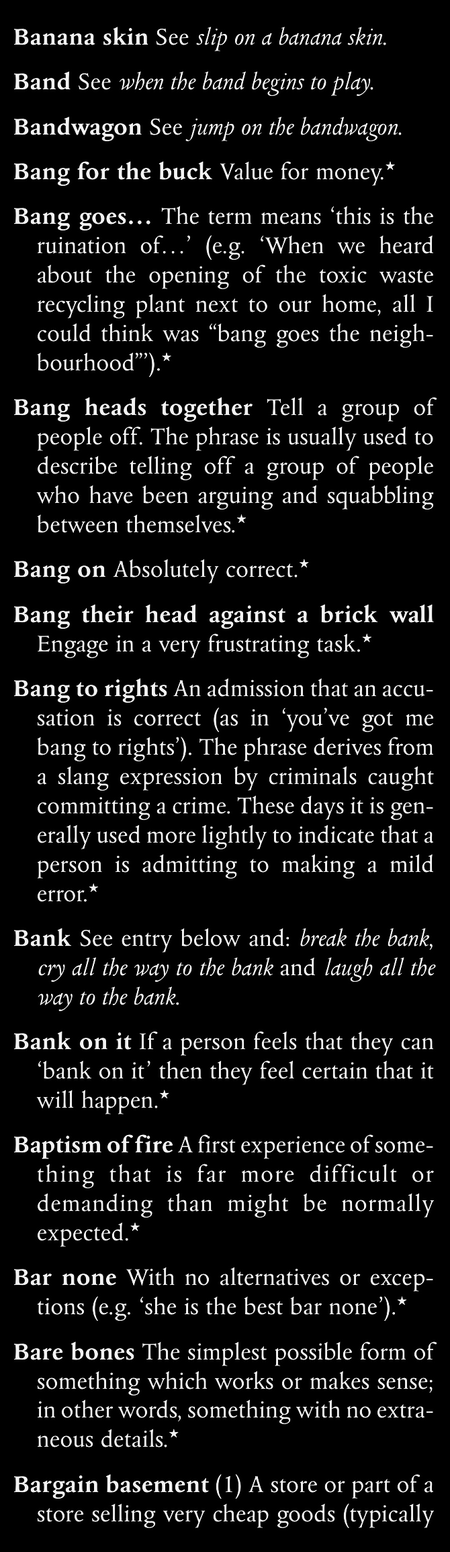 Banana skin See slip on a banana skin.
Band See when the band begins to play.
Bandwagon See jump on the bandwagon.
Bang for the buck Value for money.★
Bang goes… The term means ‘this is the
ruination of…’ (e.g. ‘When we heard
about the opening of the toxic waste
recycling plant next to our home, all I
could think was “bang goes the neigh-
bourhood”’).★
Bang heads together Tell a group of
people off. The phrase is usually used to
describe telling off a group of people
who have been arguing and squabbling
between themselves.★
Bang on Absolutely correct.★
Bang their head against a brick wall
Engage in a very frustrating task.★
Bang to rights An admission that an accu-
sation is correct (as in ‘you’ve got me
bang to rights’). The phrase derives from
a slang expression by criminals caught
committing a crime. These days it is gen-
erally used more lightly to indicate that a
person is admitting to making a mild
error.★
Bank See entry below and: break the bank,
cry all the way to the bank and laugh all the
way to the bank.
Bank on it If a person feels that they can
‘bank on it’ then they feel certain that it
will happen.★
Baptism of fire A first experience of some-
thing that is far more difficult or
demanding than might be normally
expected.★
Bar none With no alternatives or excep-
tions (e.g. ‘she is the best bar none’).★
Bare bones The simplest possible form of
something which works or makes sense;
in other words, something with no extra-
neous details.★
Bargain basement (1) A store or part of a
store selling very cheap goods (typically